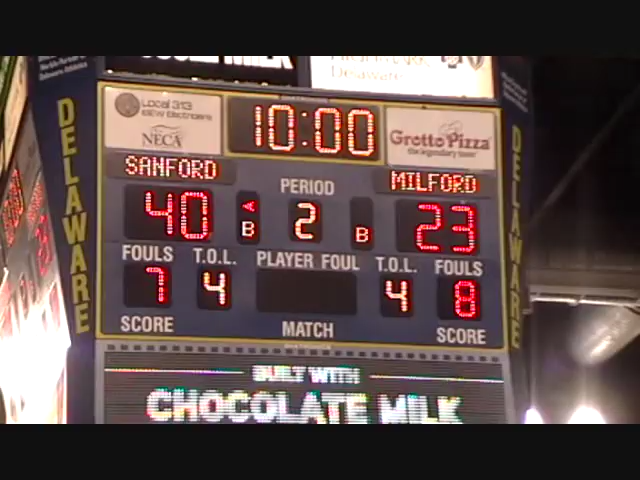 Delaware
Local 313
IBEW Electricians
NECA
10:00
Grotto Pizza
the legendary taste
SANFORD
PERIOD
MILFORD
40
B
2
B
23
FOULS
T.O.L.
PLAYER FOUL
T.O.L.
FOULS
7
4
4
8
SCORE
MATCH
SCORE
DELAWARE
DELAWARE
BUILT WITH
CHOCOLATE MILK